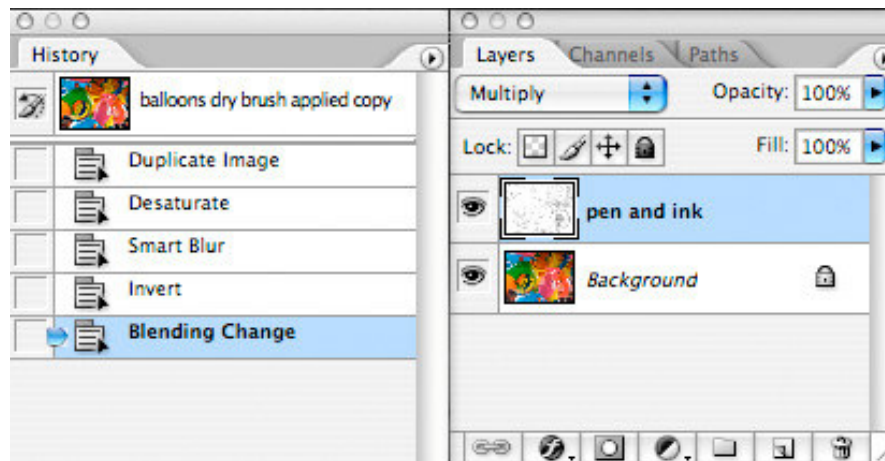 History
balloons dry brush applied copy
Duplicate Image
Desaturate
Smart Blur
Invert
Blending Change
Layers Channels Paths
Multiply Opacity: 100%
Lock: Fill: 100%
pen and ink
Background